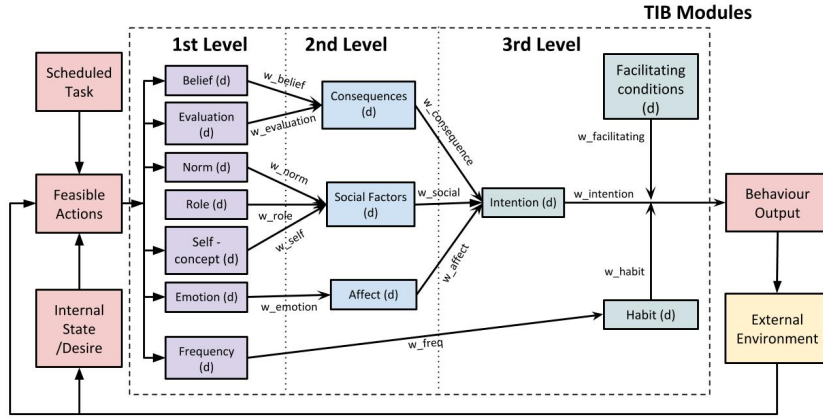 TIB Modules
1st Level
2nd Level
3rd Level
Scheduled
Task
Feasible
Actions
Internal
State
/Desire
Belief (d)
Evaluation
(d)
Norm (d)
Role (d)
Self -
concept (d)
Emotion (d)
Frequency
(d)
w_belief
w_evaluation
w_norm
w_role
w_self
w_emotion
w_freq
Consequences
(d)
Social Factors
(d)
Affect (d)
w_consequence
w_social
w_affect
Intention (d)
Facilitating
conditions
(d)
w_facilitating
w_intention
w_habit
Habit (d)
Behaviour
Output
External
Environment